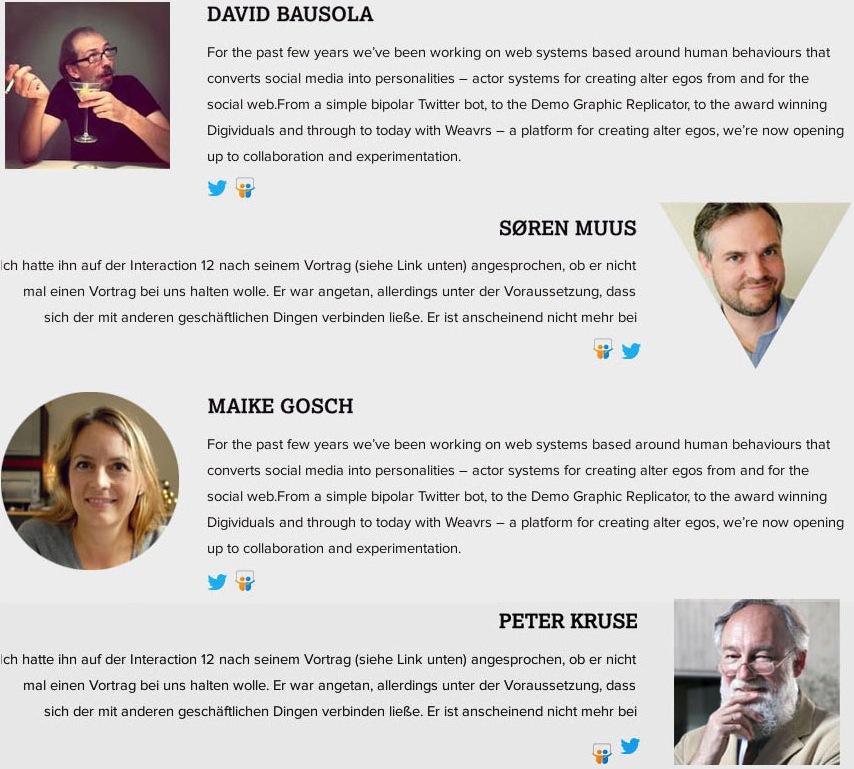 DAVID BAUSOLA
For the past few years we’ve been working on web systems based around human behaviours that
converts social media into personalities – actor systems for creating alter egos from and for the
social web.From a simple bipolar Twitter bot, to the Demo Graphic Replicator, to the award winning
Digividuals and through to today with Weavrs – a platform for creating alter egos, we’re now opening
up to collaboration and experimentation.
SØREN MUUS
Ich hatte ihn auf der Interaction 12 nach seinem Vortrag (siehe Link unten) angesprochen, ob er nicht
mal einen Vortrag bei uns halten wolle. Er war angetan, allerdings unter der Voraussetzung, dass
sich der mit anderen geschäftlichen Dingen verbinden ließe. Er ist anscheinend nicht mehr bei
MAIKE GOSCH
For the past few years we’ve been working on web systems based around human behaviours that
converts social media into personalities – actor systems for creating alter egos from and for the
social web.From a simple bipolar Twitter bot, to the Demo Graphic Replicator, to the award winning
Digividuals and through to today with Weavrs – a platform for creating alter egos, we’re now opening
up to collaboration and experimentation.
PETER KRUSE
Ich hatte ihn auf der Interaction 12 nach seinem Vortrag (siehe Link unten) angesprochen, ob er nicht
mal einen Vortrag bei uns halten wolle. Er war angetan, allerdings unter der Voraussetzung, dass
sich der mit anderen geschäftlichen Dingen verbinden ließe. Er ist anscheinend nicht mehr bei